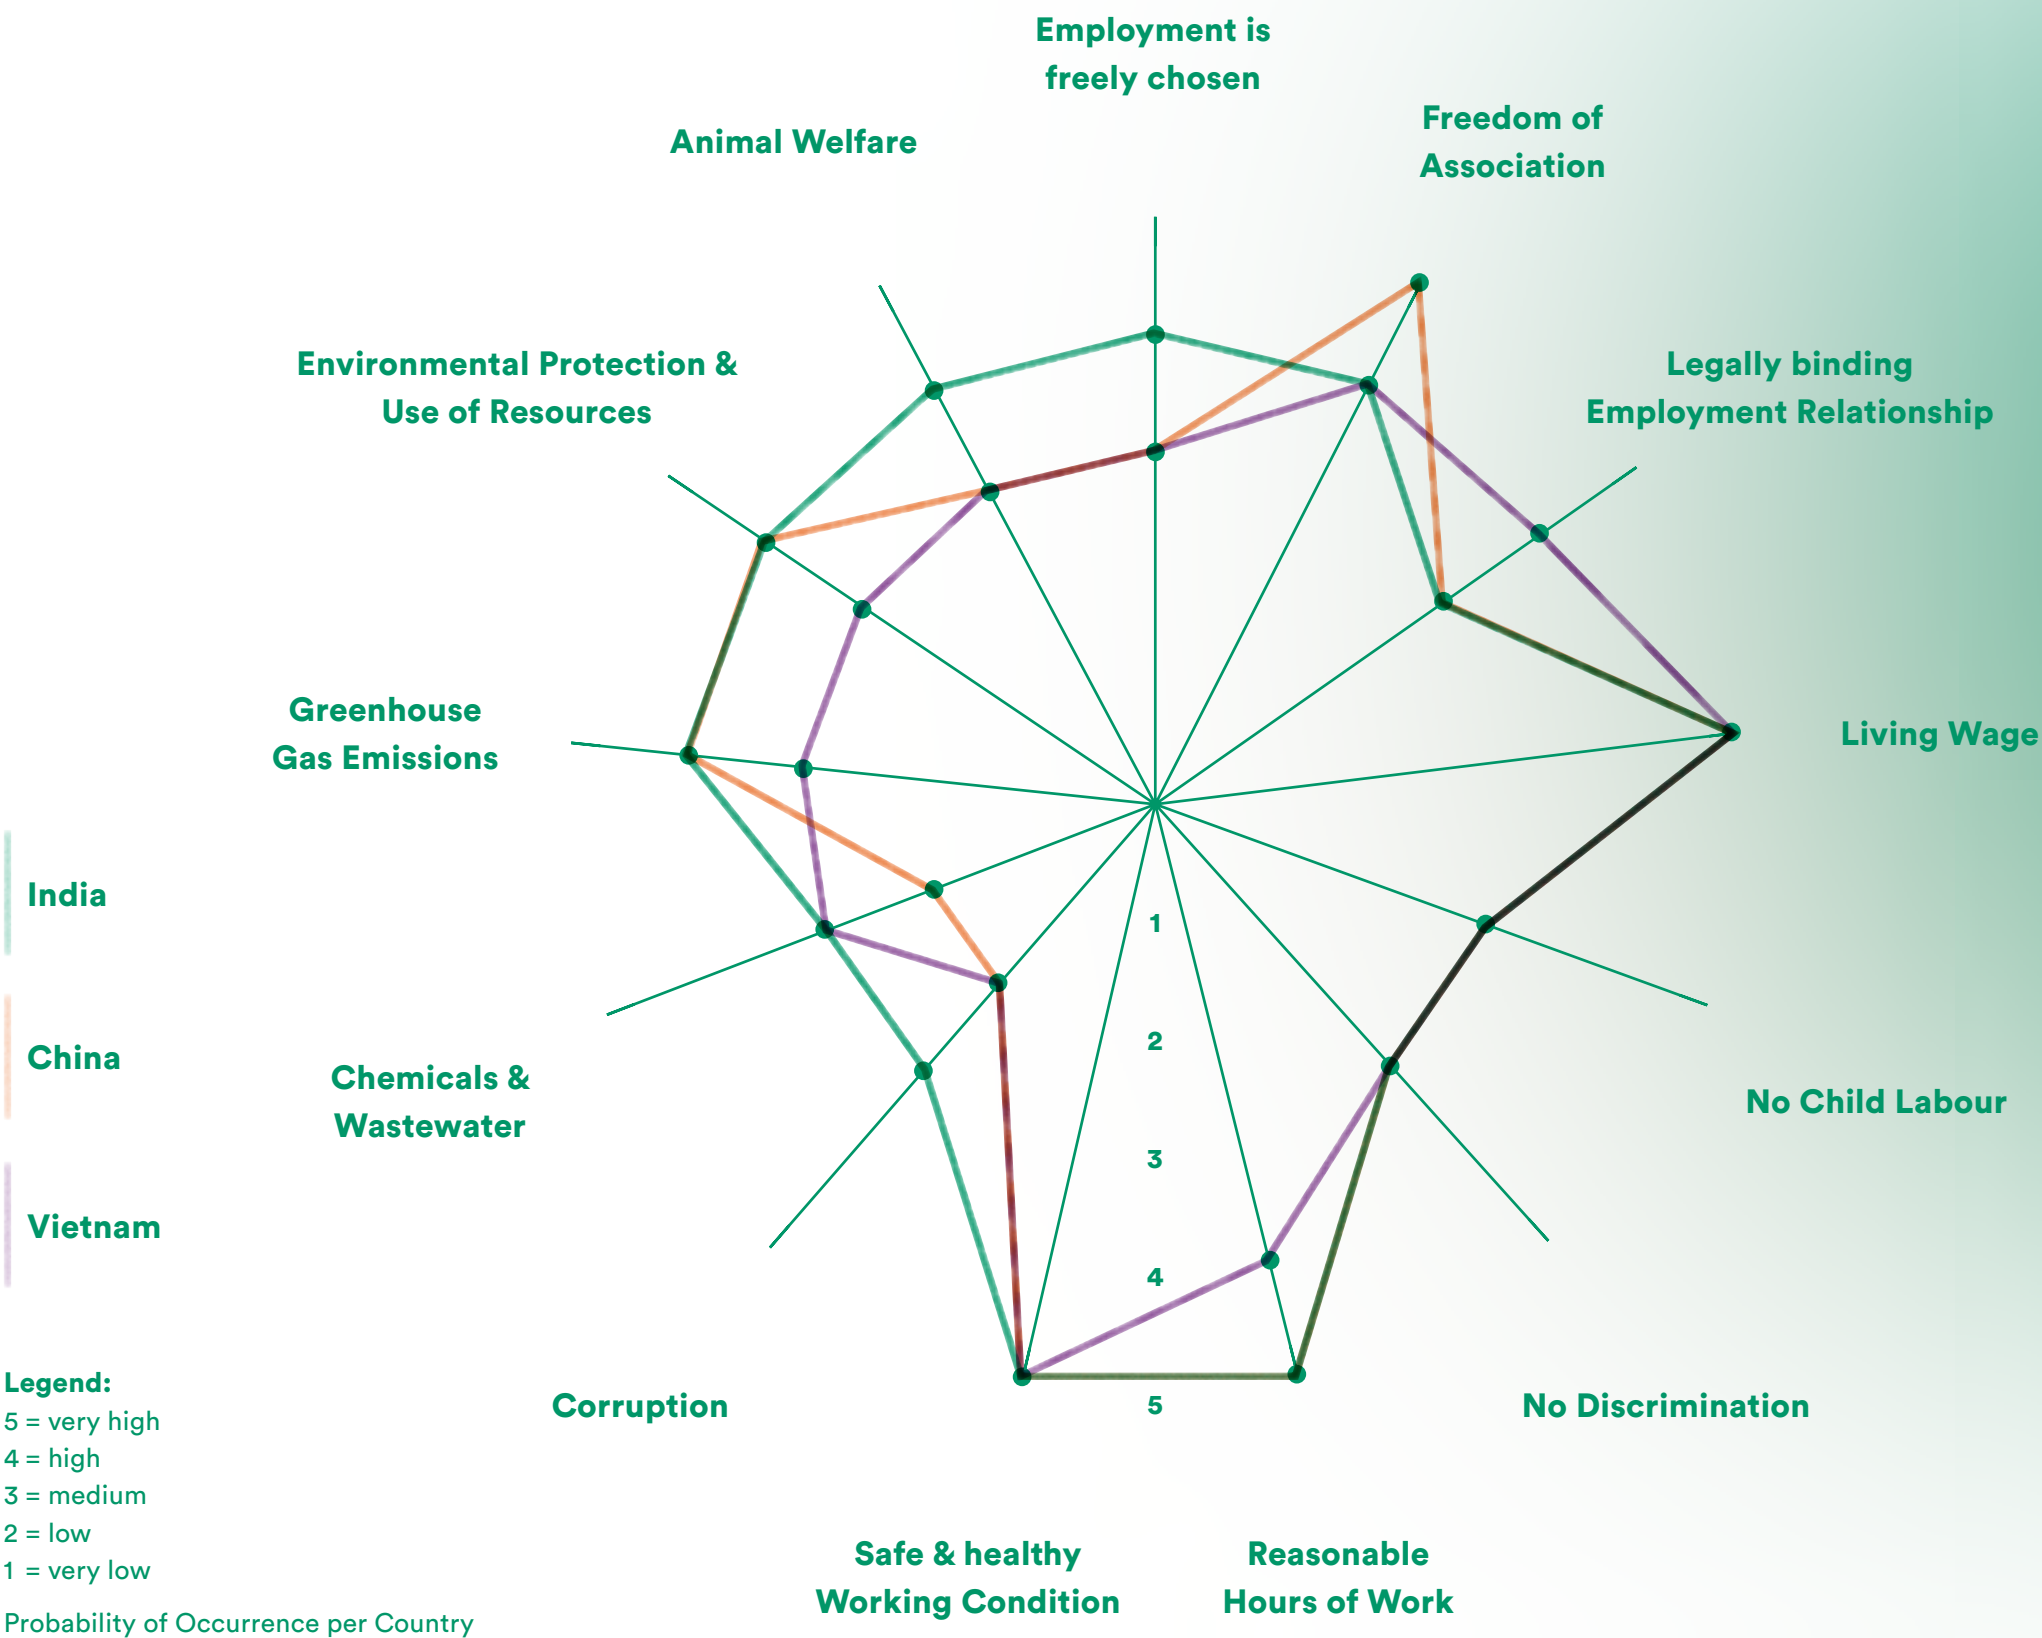 Employment is
freely chosen
Freedom of
Association
Animal Welfare
Legally binding
Employment Relationship
Environmental Protection &
Use of Resources
Living Wage
Greenhouse
Gas Emissions
India
China
Vietnam
1
2
3
4
5
Chemicals &
Wastewater
No Child Labour
Corruption
No Discrimination
Safe & healthy
Working Condition
Reasonable
Hours of Work
Legend:
5 = very high
4 = high
3 = medium
2 = low
1 = very low
Probability of Occurrence per Country